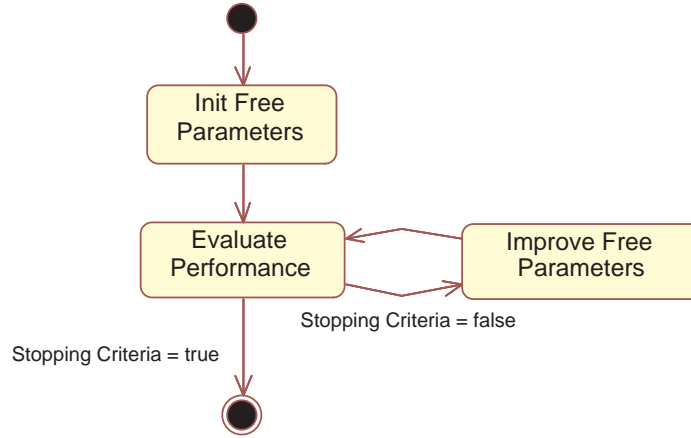 Init Free
Parameters
Evaluate
Performance
Improve Free
Parameters
Stopping Criteria = false
Stopping Criteria = true